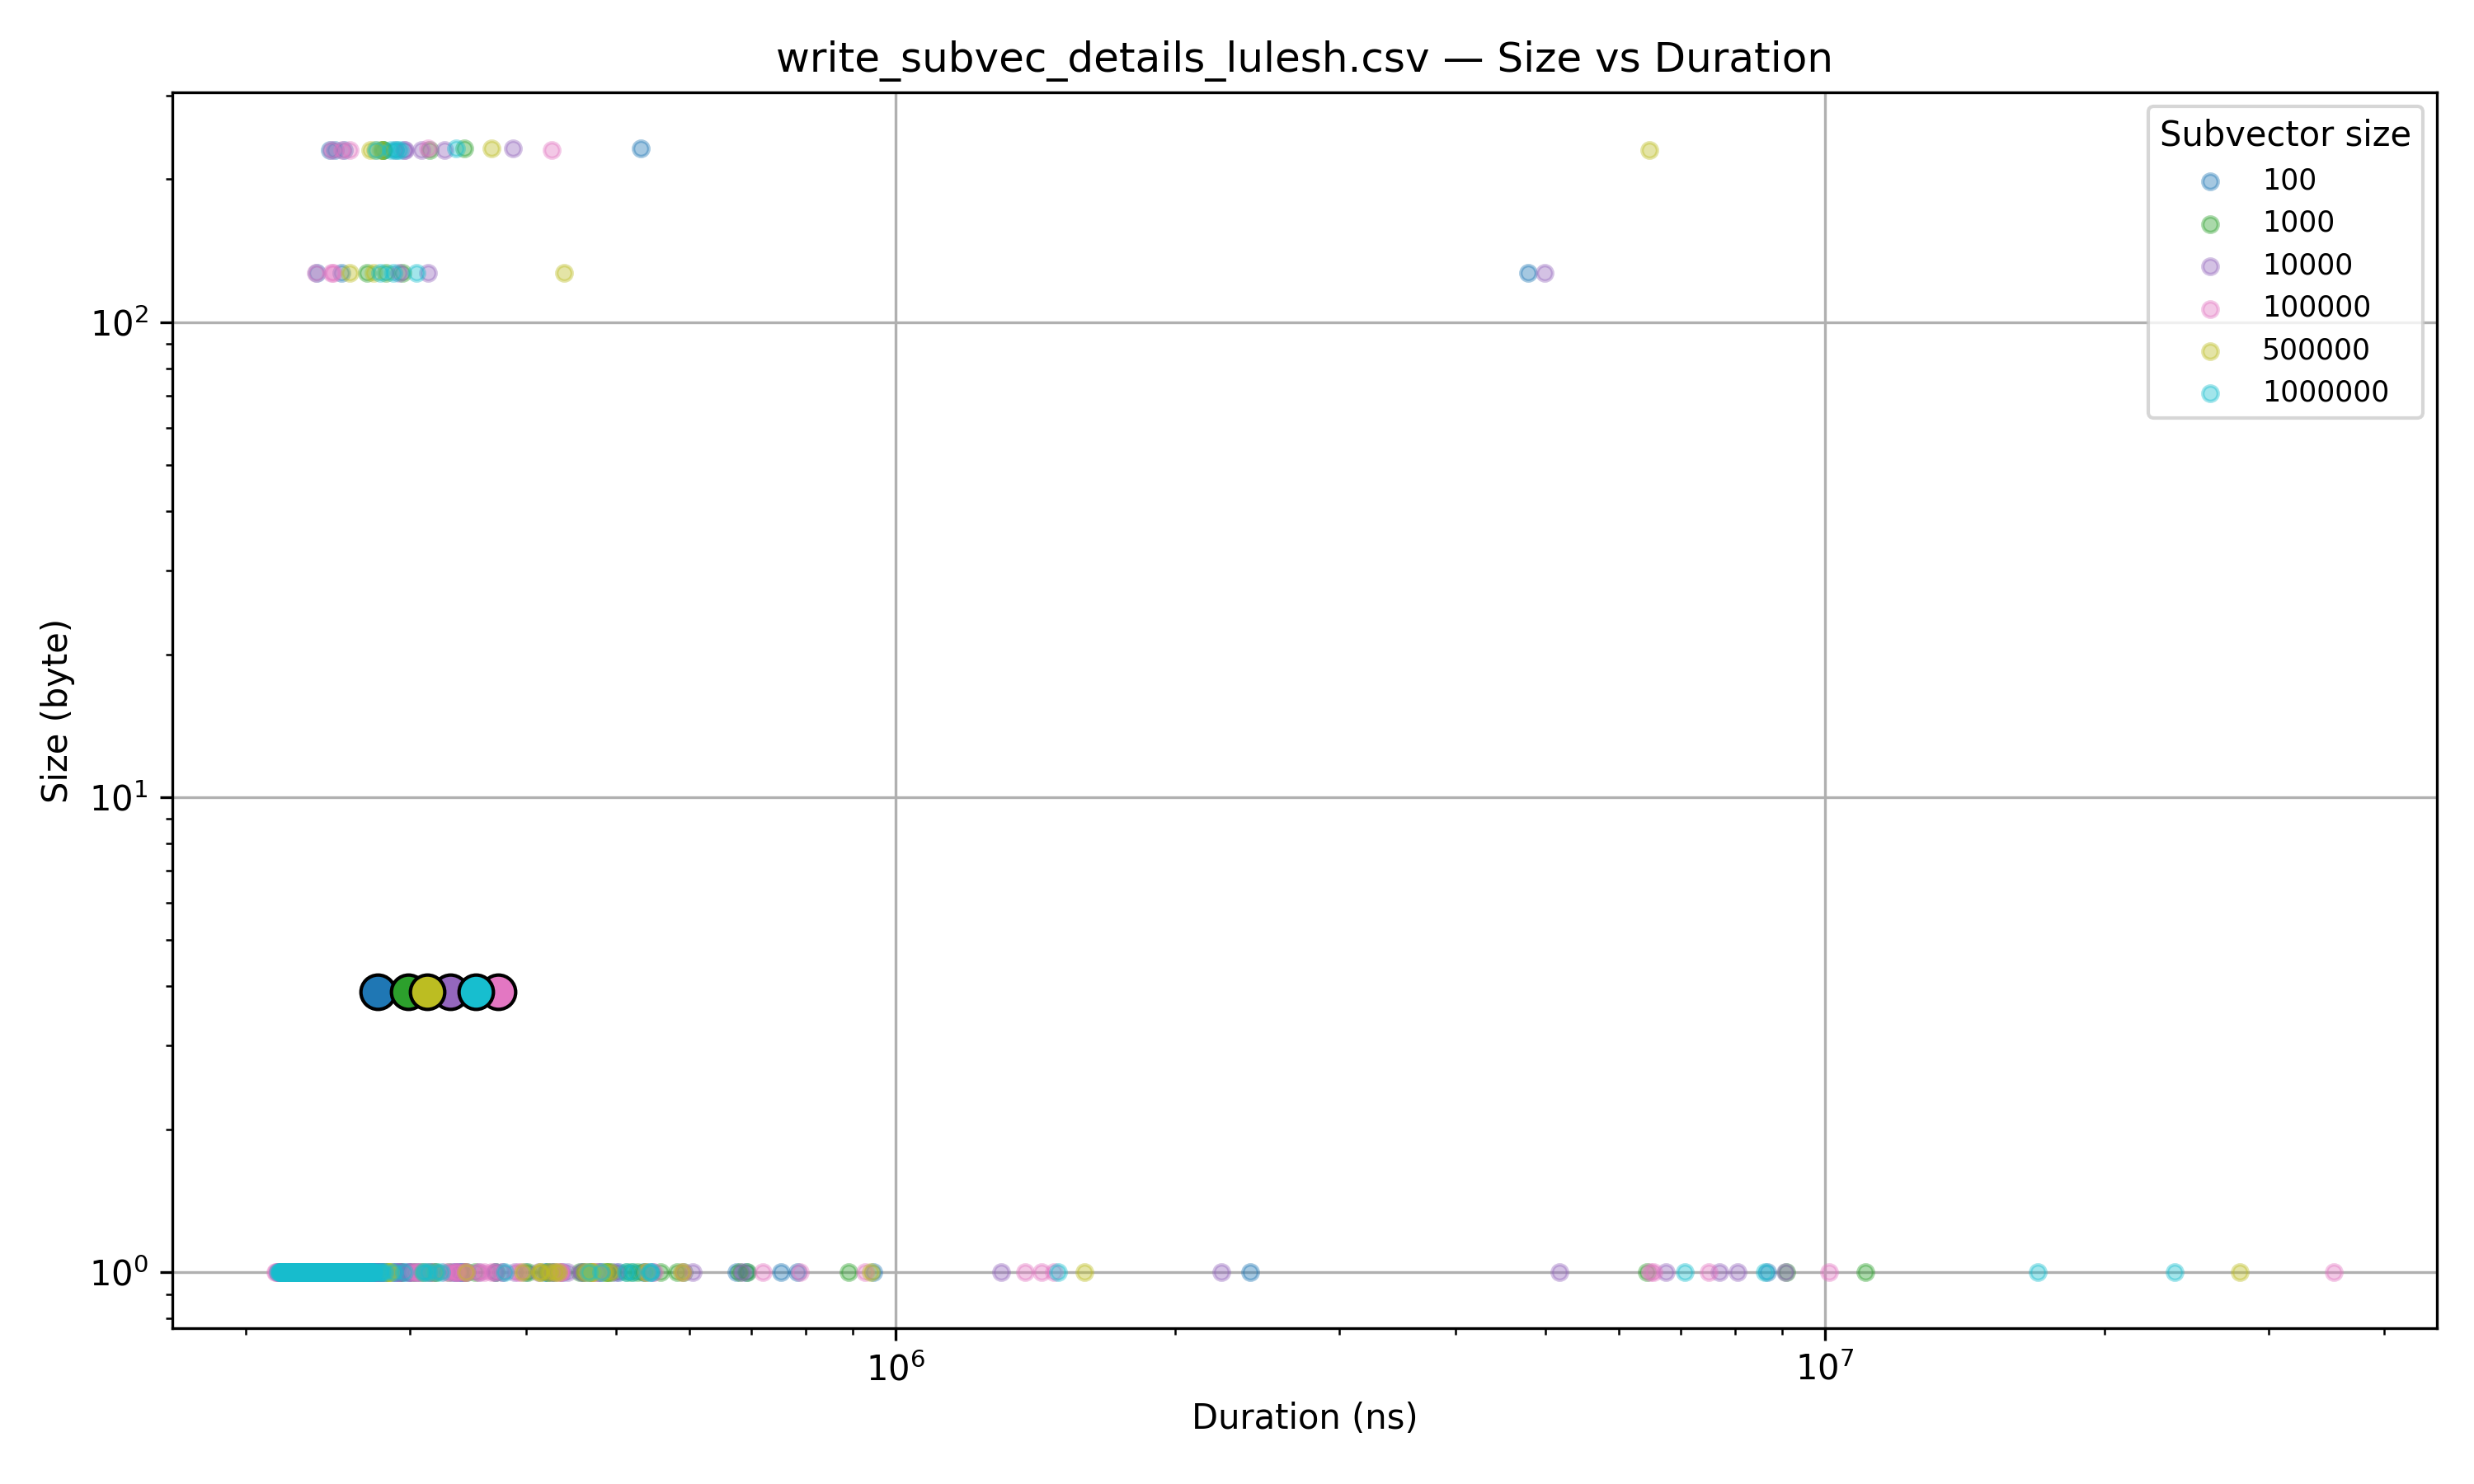 write_subvec_details_lulesh.csv — Size vs Duration
Subvector size
100
1000
10000
100000
500000
1000000
Size (byte)
10²
10¹
10⁰
10⁶
10⁷
Duration (ns)